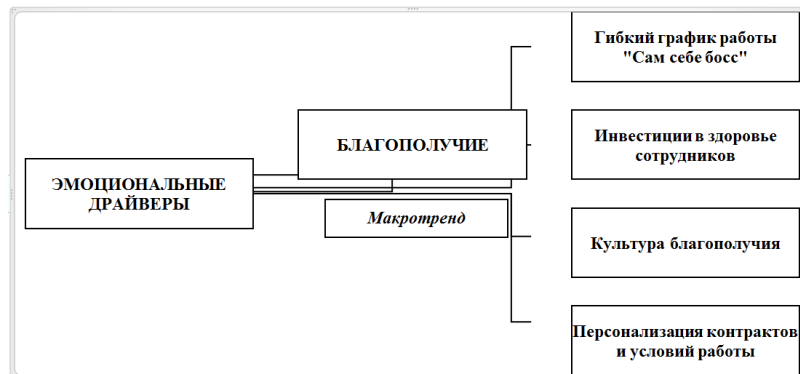 ЭМОЦИОНАЛЬНЫЕ
ДРАЙВЕРЫ
БЛАГОПОЛУЧИЕ
Макротренд
Гибкий график работы
"Сам себе босс"
Инвестиции в здоровье
сотрудников
Культура благополучия
Персонализация контрактов
и условий работы